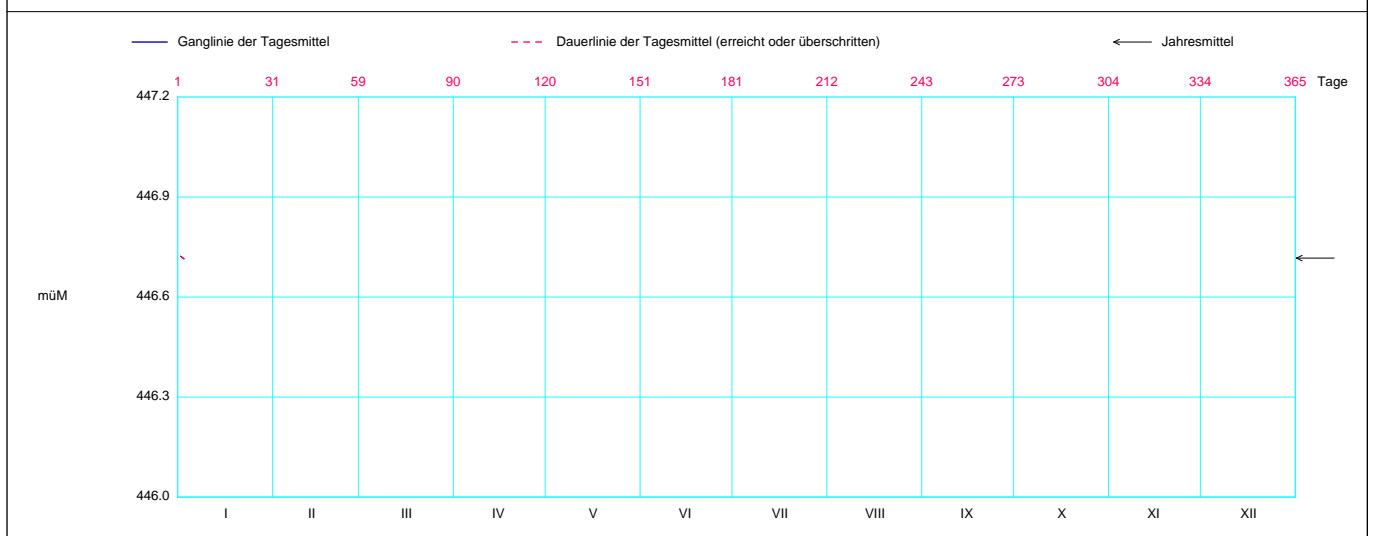 Ganglinie der Tagesmittel Dauerlinie der Tagesmittel (erreicht oder überschritten) Jahresmittel
1 31 59 90 120 151 181 212 243 273 304 334 365 Tage
447.2
446.9
müM
446.6
446.3
446.0
I II III IV V VI VII VIII IX X XI XII